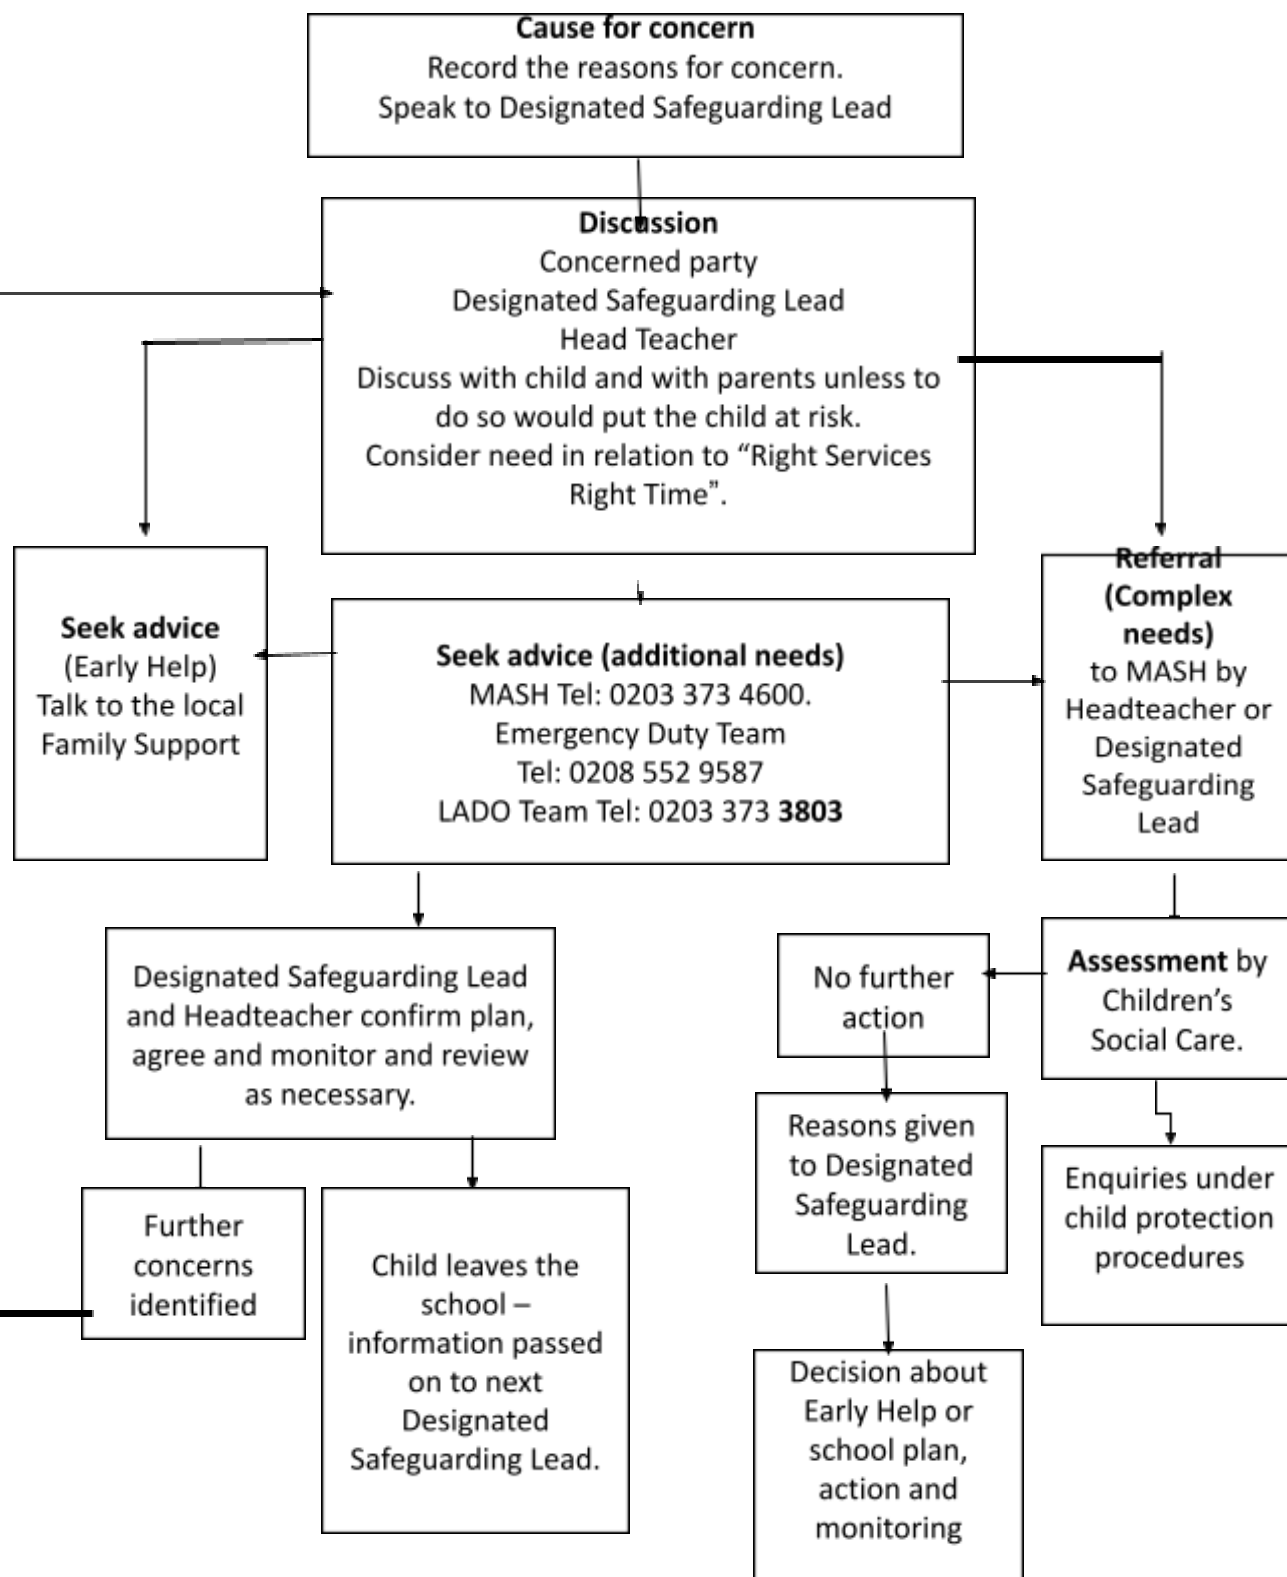 Cause for concern
Record the reasons for concern.
Speak to Designated Safeguarding Lead
Discussion
Concerned party
Designated Safeguarding Lead
Head Teacher
Discuss with child and with parents unless to
do so would put the child at risk.
Consider need in relation to “Right Services
Right Time”.
Seek advice
(Early Help)
Talk to the local
Family Support
Seek advice (additional needs)
MASH Tel: 0203 373 4600.
Emergency Duty Team
Tel: 0208 552 9587
LADO Team Tel: 0203 373 3803
Referral
(Complex
needs)
to MASH by
Headteacher or
Designated
Safeguarding
Lead
Designated Safeguarding Lead
and Headteacher confirm plan,
agree and monitor and review
as necessary.
No further
action
Assessment by
Children’s
Social Care.
Reasons given
to Designated
Safeguarding
Lead.
Enquiries under
child protection
procedures
Further
concerns
identified
Child leaves the
school –
information passed
on to next
Designated
Safeguarding Lead.
Decision about
Early Help or
school plan,
action and
monitoring